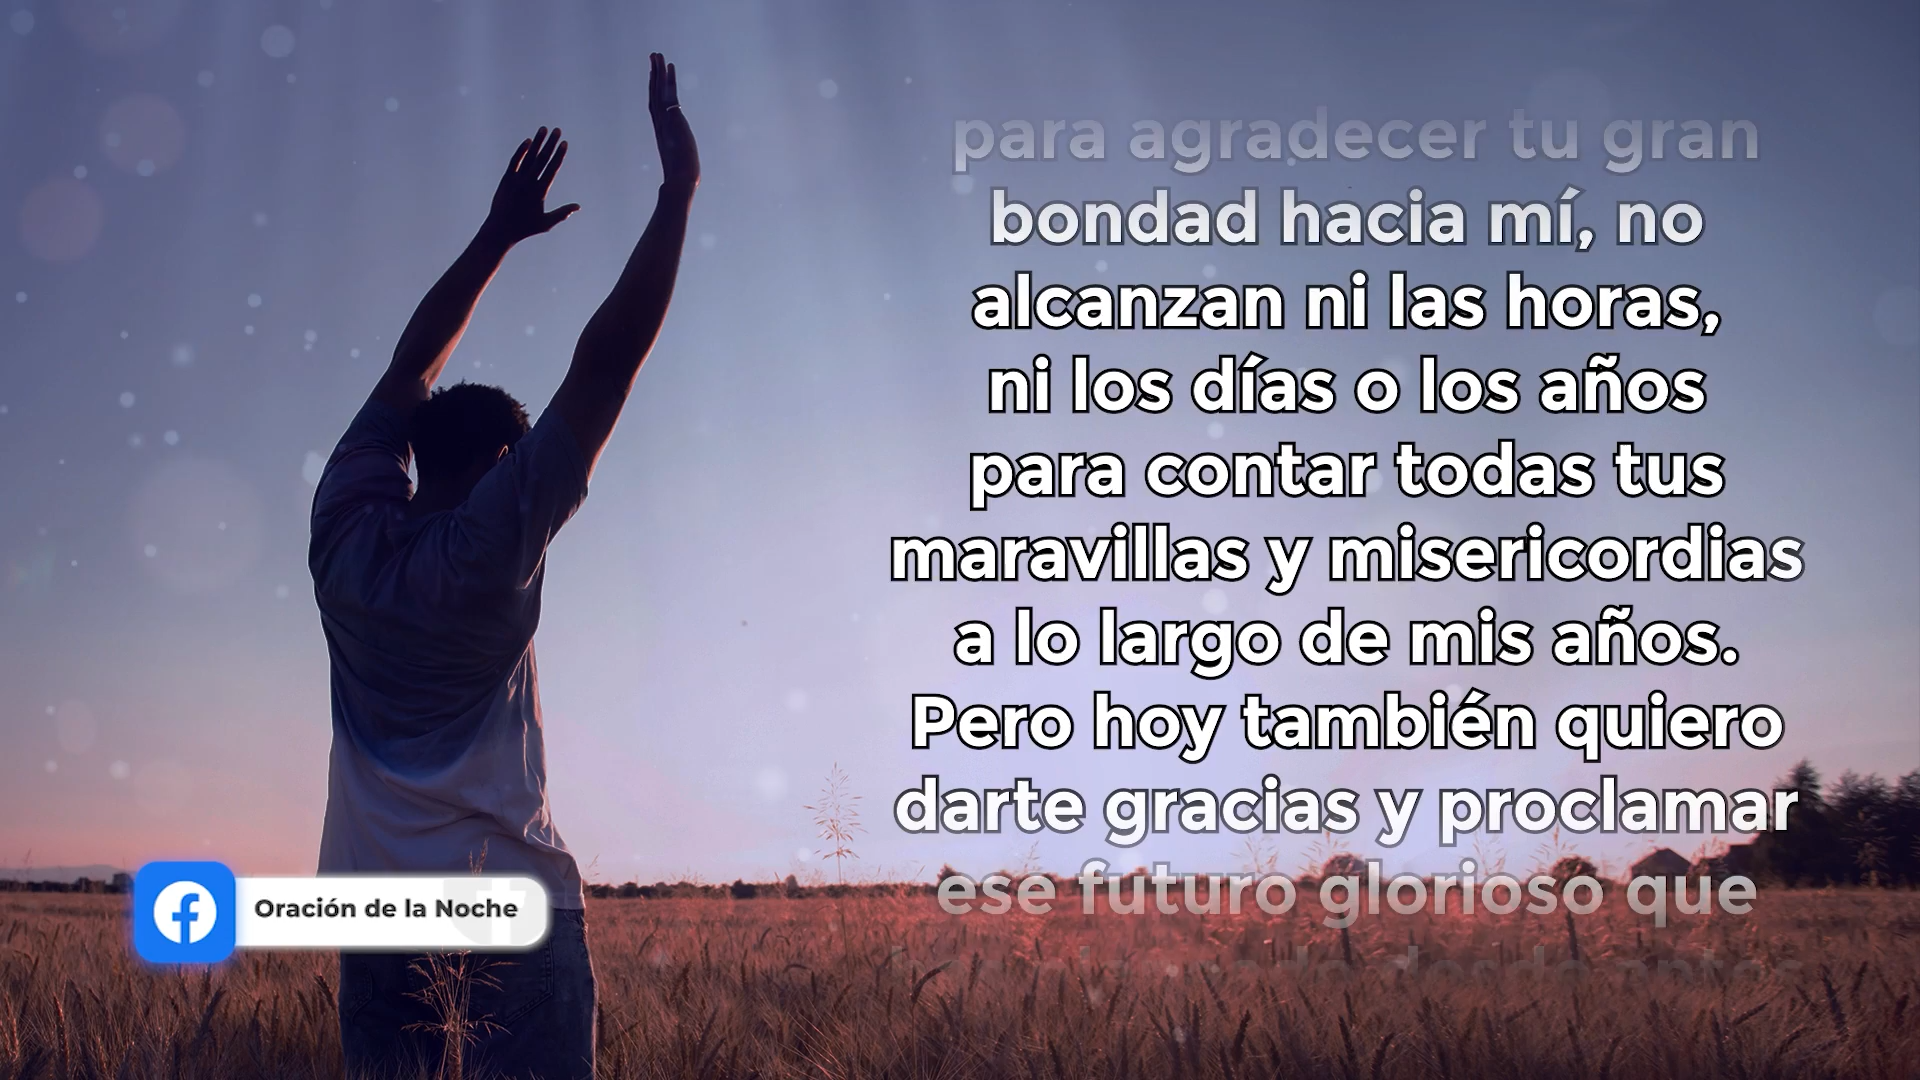 para agradecer tu gran
bondad hacia mí, no
alcanzan ni las horas,
ni los días o los años
para contar todas tus
maravillas y misericordias
a lo largo de mis años.
Pero hoy también quiero
darte gracias y proclamar
ese futuro glorioso que
desde antes
Oración de la Noche